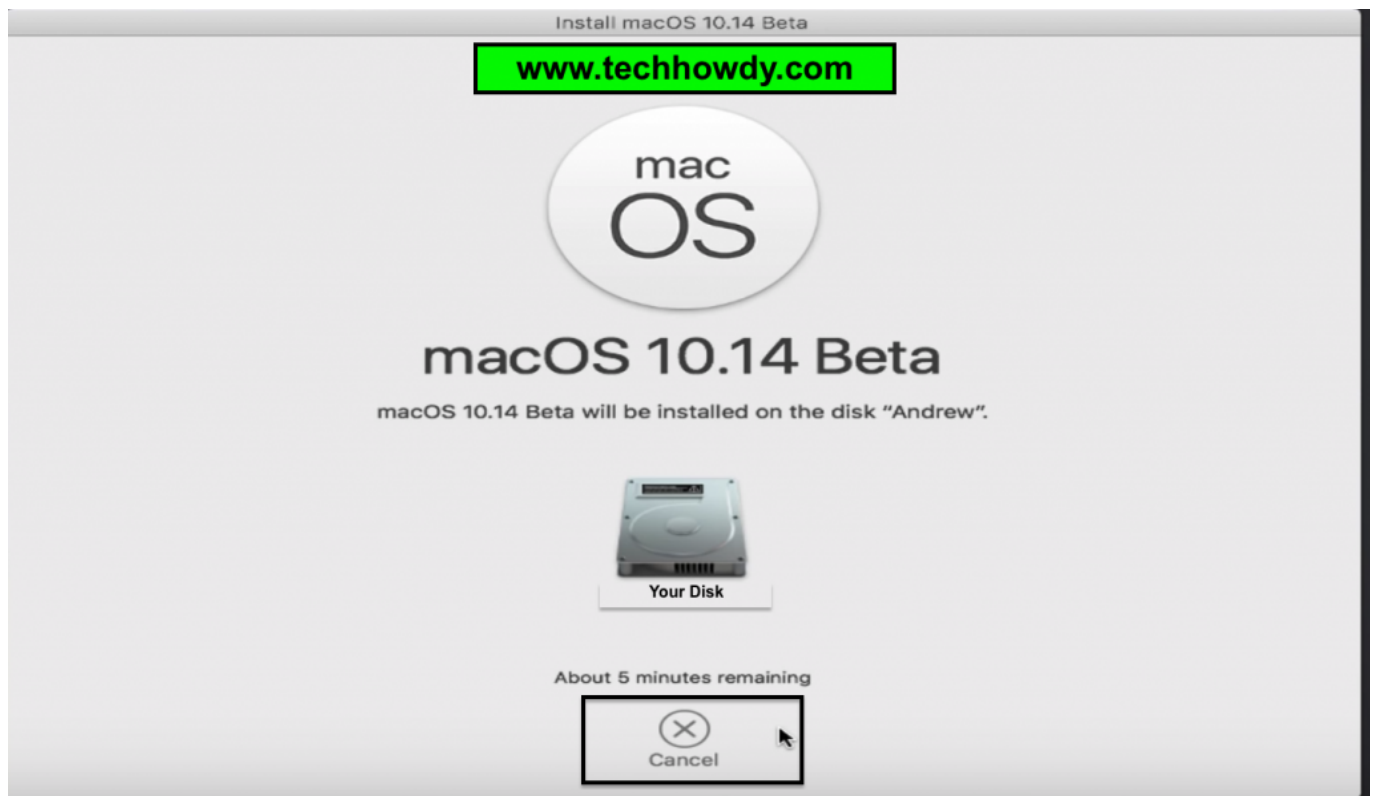 Install macOS 10.14 Beta
www.techhowdy.com
mac
OS
macOS 10.14 Beta
macOS 10.14 Beta will be installed on the disk “Andrew”.
Your Disk
About 5 minutes remaining
Cancel